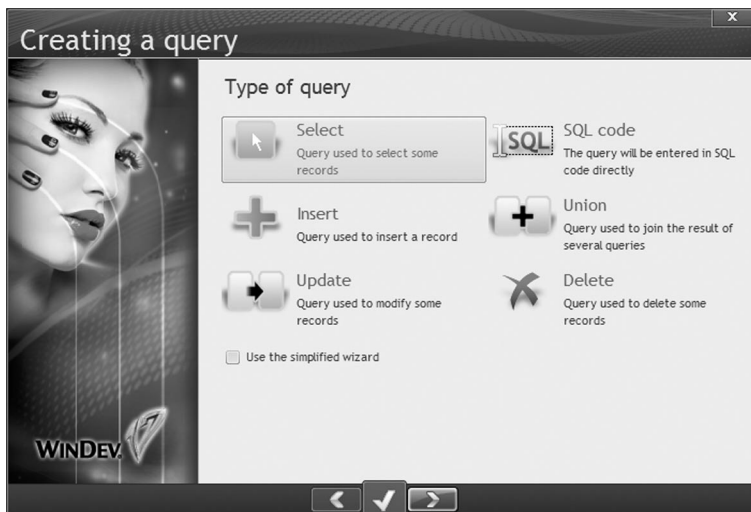 Creating a query
x
Type of query
Select
Query used to select some
records
SQL
SQL code
The query will be entered in SQL
code directly
Insert
Query used to insert a record
Union
Query used to join the result of
several queries
Update
Query used to modify some
records
Delete
Query used to delete some
records
Use the simplified wizard
WINDEV.